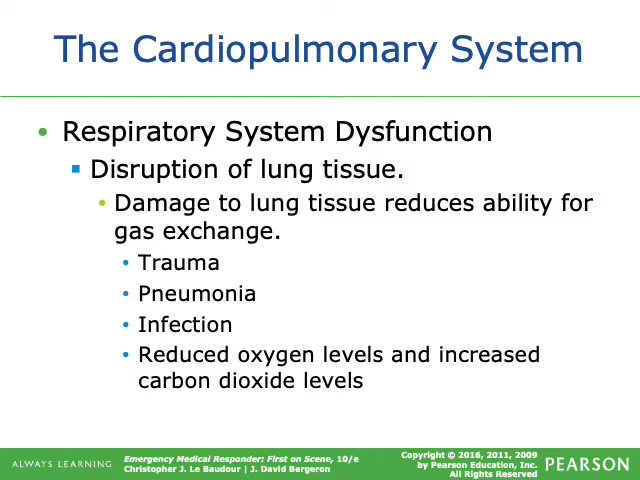 The Cardiopulmonary System
• Respiratory System Dysfunction
▪ Disruption of lung tissue.
• Damage to lung tissue reduces ability for
gas exchange.
• Trauma
• Pneumonia
• Infection
• Reduced oxygen levels and increased
carbon dioxide levels
ALWAYS LEARNING
Emergency Medical Responder: First on Scene, 10/e
Christopher J. Le Baudour | J. David Bergeron
Copyright © 2016, 2011, 2009
by Pearson Education, Inc.
All Rights Reserved
PEARSON